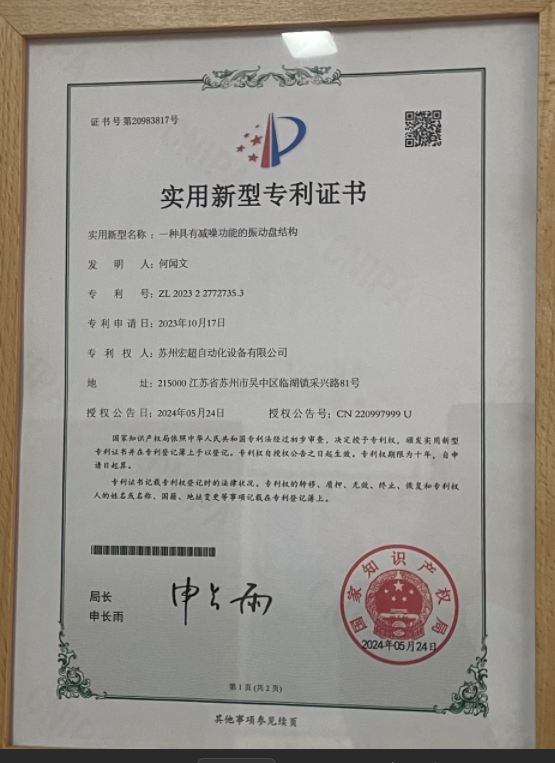 证书号第20983817号
实用新型专利证书
实用新型名称：一种具有减噪功能的振动盘结构
发明人：何闻文
专利号：ZL 2023 2 2772735.3
专利申请日：2023年10月17日
专利权人：苏州宏超自动化设备有限公司
地址：215000 江苏省苏州市吴中区临湖镇采兴路81号
授权公告日：2024年05月24日 授权公告号：CN 220997999 U
国家知识产权局依照中华人民共和国专利法经过初步审查，决定授予专利权，颁发实用新型
专利证书并在专利登记簿上予以登记。专利权自授权公告之日起生效。专利权期限为十年，自申
请日起算。
专利证书记载专利权登记时的法律状况。专利权的转移、质押、无效、终止、恢复和专利权
人的姓名或名称、国籍、地址变更等事项记载在专利登记簿上。
局长
申长雨
申长雨
国家知识产权局
2024年05月24日
第1页(共2页)
其他事项参见续页